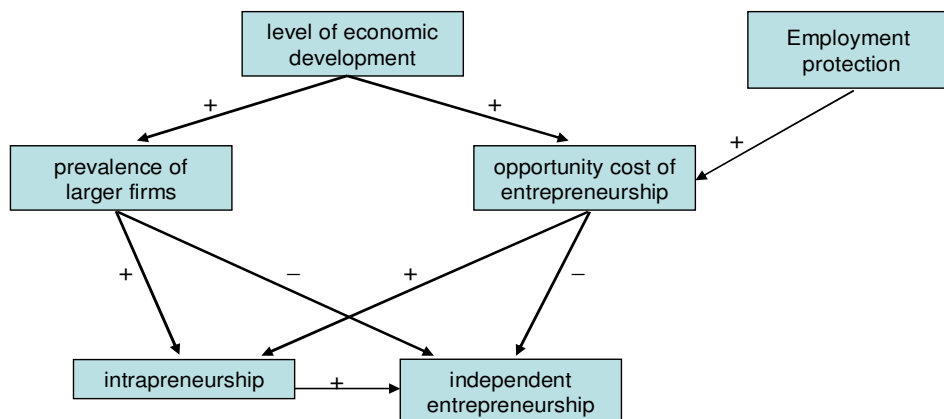 level of economic
development
Employment
protection
+
+
+
prevalence of
larger firms
opportunity cost of
entrepreneurship
+
–
+
–
intrapreneurship
+
independent
entrepreneurship